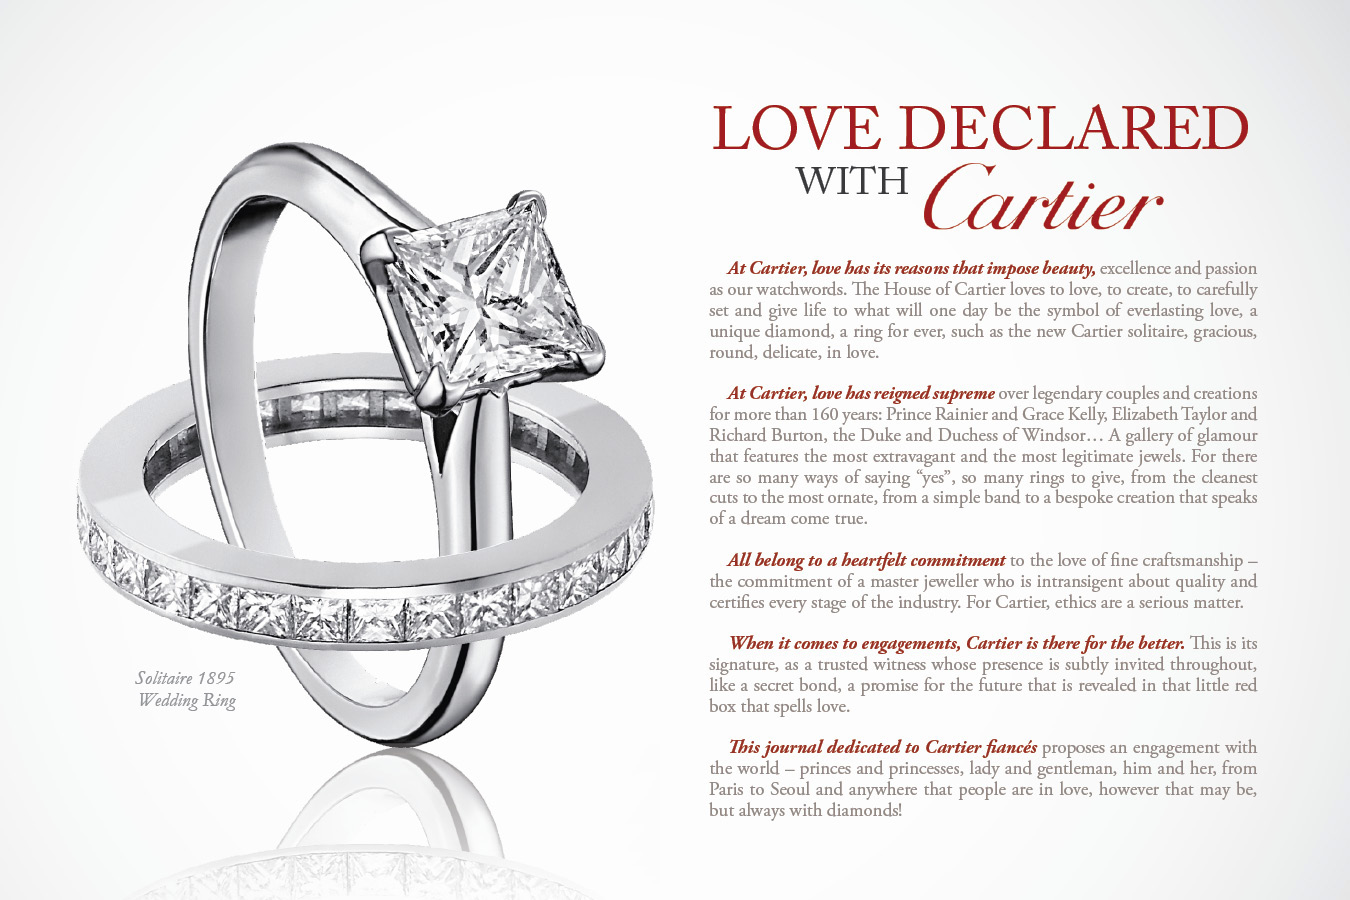 LOVE DECLARED
WITH Cartier
At Cartier, love has its reasons that impose beauty, excellence and passion
as our watchwords. The House of Cartier loves to love, to create, to carefully
set and give life to what will one day be the symbol of everlasting love, a
unique diamond, a ring for ever, such as the new Cartier solitaire, gracious,
round, delicate, in love.
At Cartier, love has reigned supreme over legendary couples and creations
for more than 160 years: Prince Rainier and Grace Kelly, Elizabeth Taylor and
Richard Burton, the Duke and Duchess of Windsor… A gallery of glamour
that features the most extravagant and the most legitimate jewels. For there
are so many ways of saying “yes”, so many rings to give, from the cleanest
cuts to the most ornate, from a simple band to a bespoke creation that speaks
of a dream come true.
All belong to a heartfelt commitment to the love of fine craftsmanship –
the commitment of a master jeweller who is intransigent about quality and
certifies every stage of the industry. For Cartier, ethics are a serious matter.
When it comes to engagements, Cartier is there for the better. This is its
signature, as a trusted witness whose presence is subtly invited throughout,
like a secret bond, a promise for the future that is revealed in that little red
box that spells love.
This journal dedicated to Cartier fiancés proposes an engagement with
the world – princes and princesses, lady and gentleman, him and her, from
Paris to Seoul and anywhere that people are in love, however that may be,
but always with diamonds!
Solitaire 1895
Wedding Ring